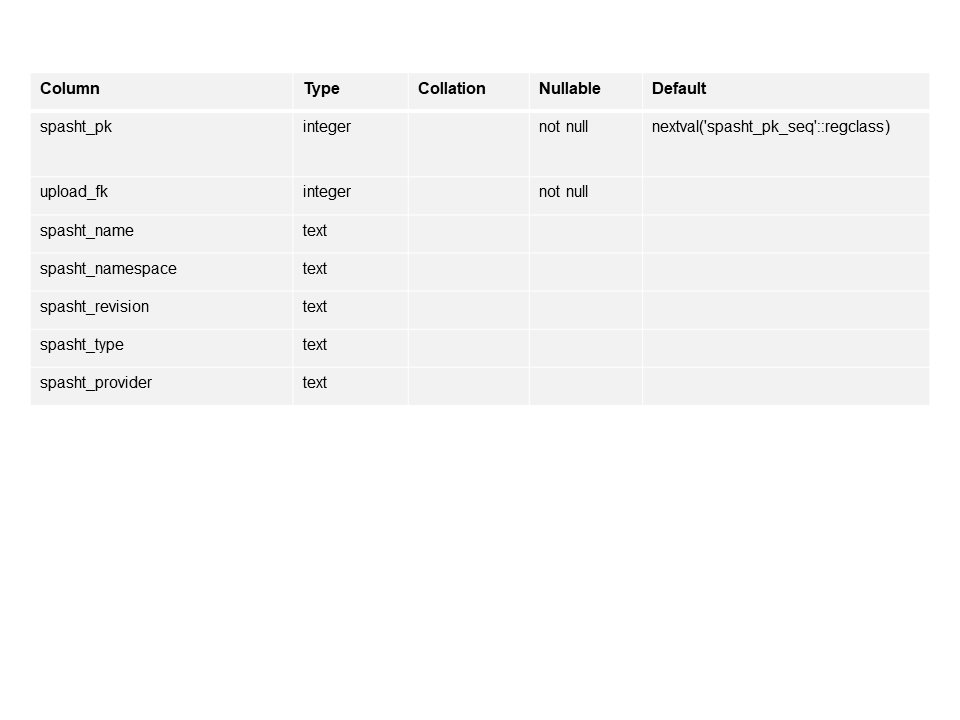 Column Type Collation Nullable Default
spasht_pk integer not null nextval('spasht_pk_seq'::regclass)
upload_fk integer not null
spasht_name text
spasht_namespace text
spasht_revision text
spasht_type text
spasht_provider text